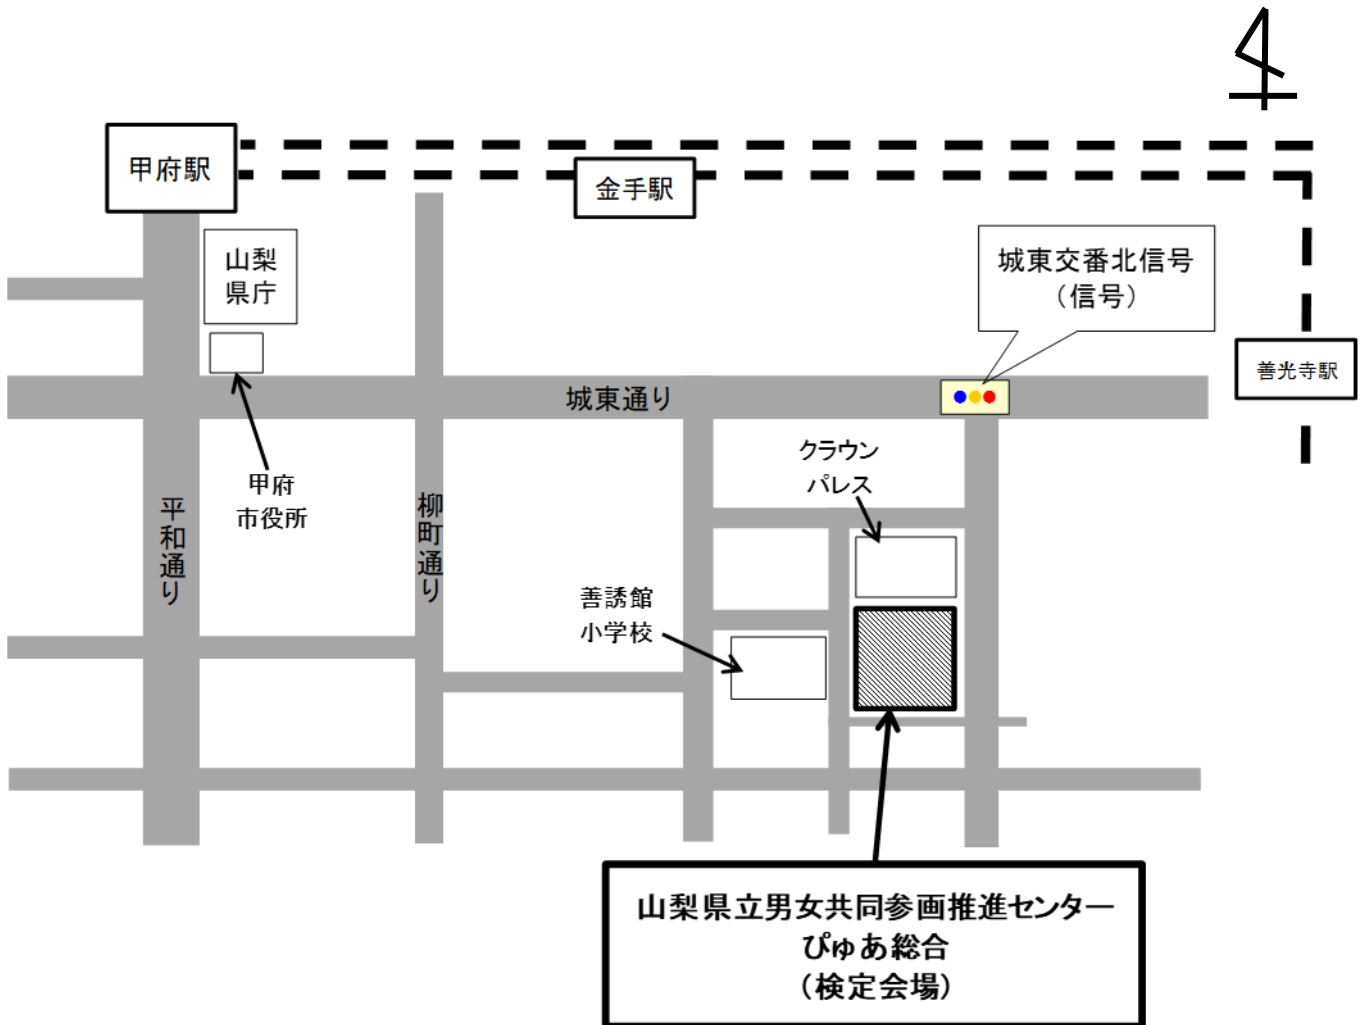 甲府駅
金手駅
山梨
県庁
城東交番北信号
（信号）
善光寺駅
城東通り
クラウン
パレス
甲府
市役所
平和通り
柳町通り
善誘館
小学校
山梨県立男女共同参画推進センター
ぴゅあ総合
（検定会場）